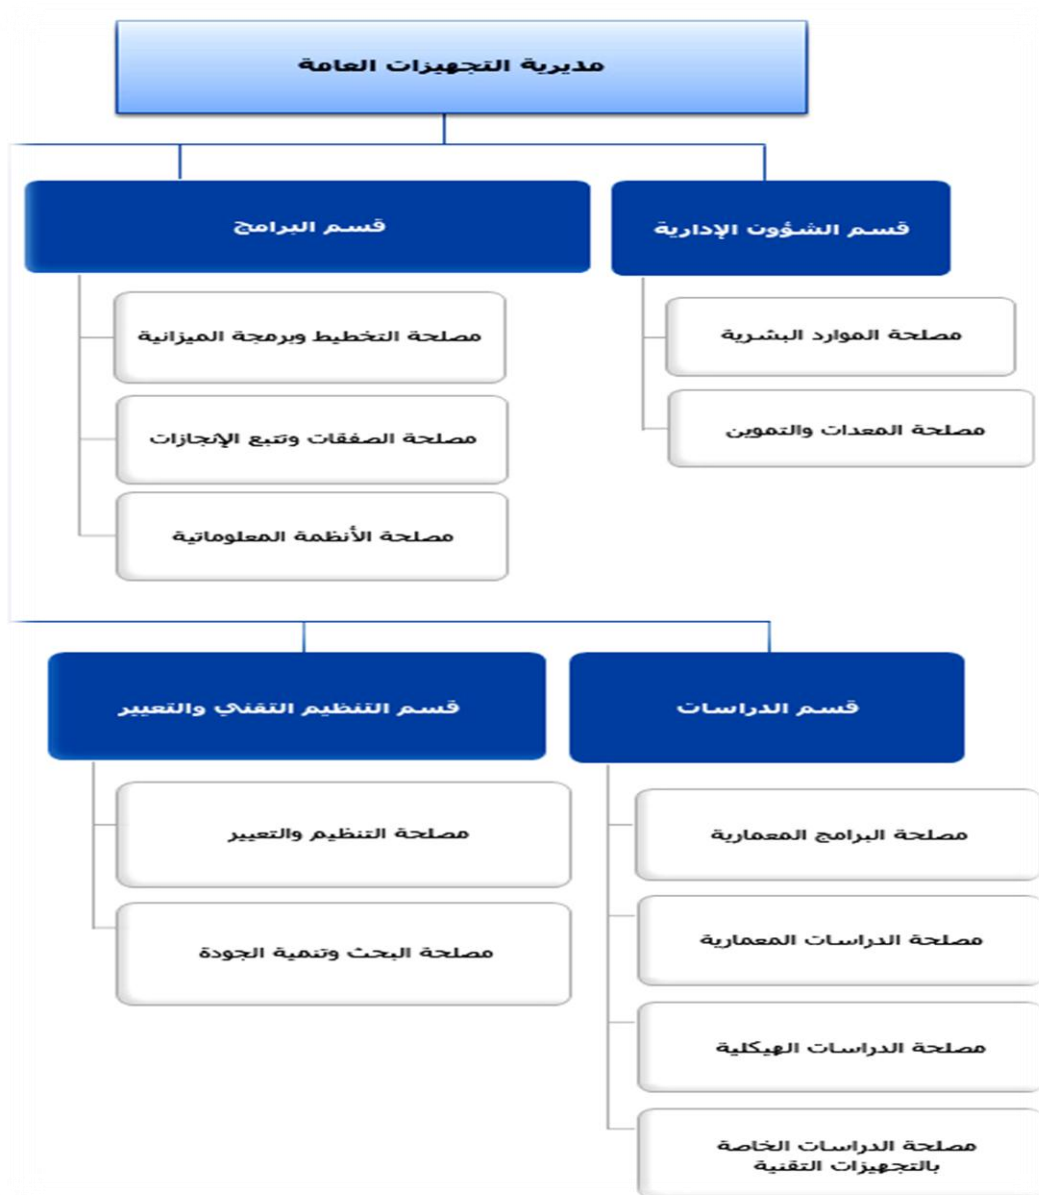 مديرية التجهيزات العامة
قسم الشؤون الإدارية
مصلحة الموارد البشرية
مصلحة المعدات والتموين
قسم البرامج
مصلحة التخطيط وبرمجة الميزانية
مصلحة الصفقات وتتبع الإنجازات
مصلحة الأنظمة المعلوماتية
قسم الدراسات
مصلحة البرامج المعمارية
مصلحة الدراسات المعمارية
مصلحة الدراسات الهيكلية
مصلحة الدراسات الخاصة
بالتجهيزات التقنية
قسم التنظيم التقني والتعيير
مصلحة التنظيم والتعيير
مصلحة البحث وتنمية الجودة